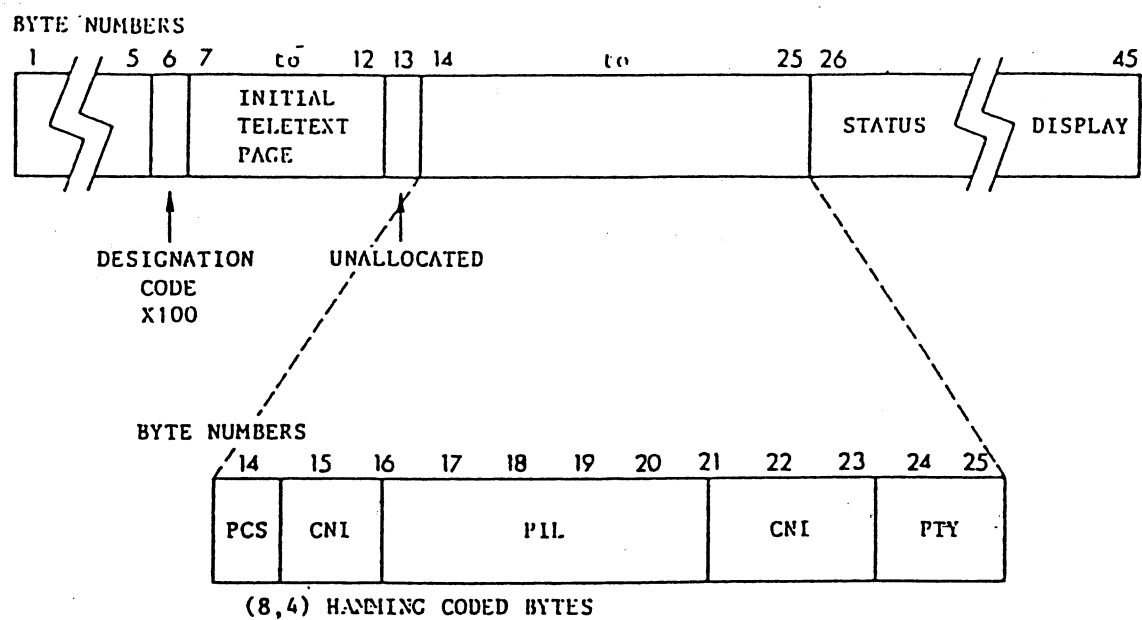 BYTE NUMBERS
1 5 6 7 to 12 13 14 to 25 26 45
INITIAL
TELETEXT
PAGE
STATUS DISPLAY
DESIGNATION
CODE
X100
UNALLOCATED
BYTE NUMBERS
14 15 16 17 18 19 20 21 22 23 24 25
PCS CNI PIL CNI PTY
(8,4) HAMMING CODED BYTES